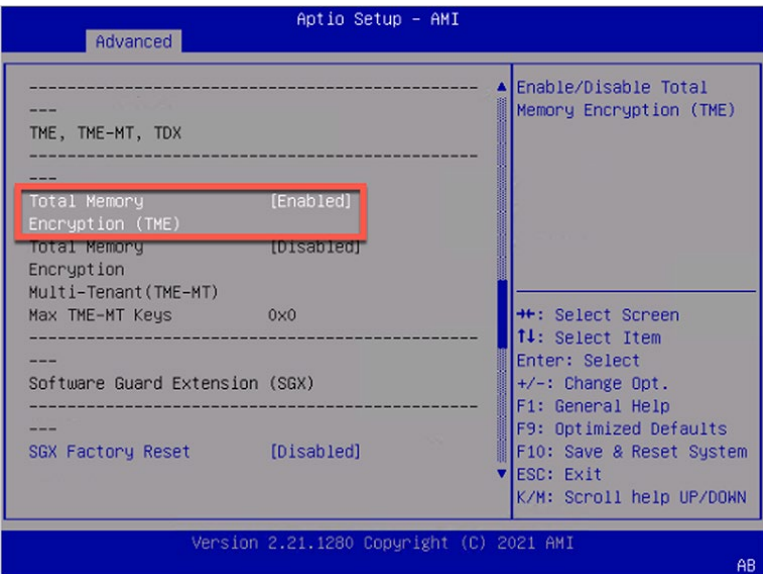 Aptio Setup - AMI
Advanced
---
TME, TME-MT, TDX
---
Total Memory [Enabled]
Encryption (TME)
Total Memory [Disabled]
Encryption
Multi-Tenant(TME-MT)
Max TME-MT Keys 0x0
---
Software Guard Extension (SGX)
---
SGX Factory Reset [Disabled]
Enable/Disable Total
Memory Encryption (TME)
→←: Select Screen
↑↓: Select Item
Enter: Select
+/-: Change Opt.
F1: General Help
F9: Optimized Defaults
F10: Save & Reset System
ESC: Exit
K/M: Scroll help UP/DOWN
Version 2.21.1280 Copyright (C) 2021 AMI
AB